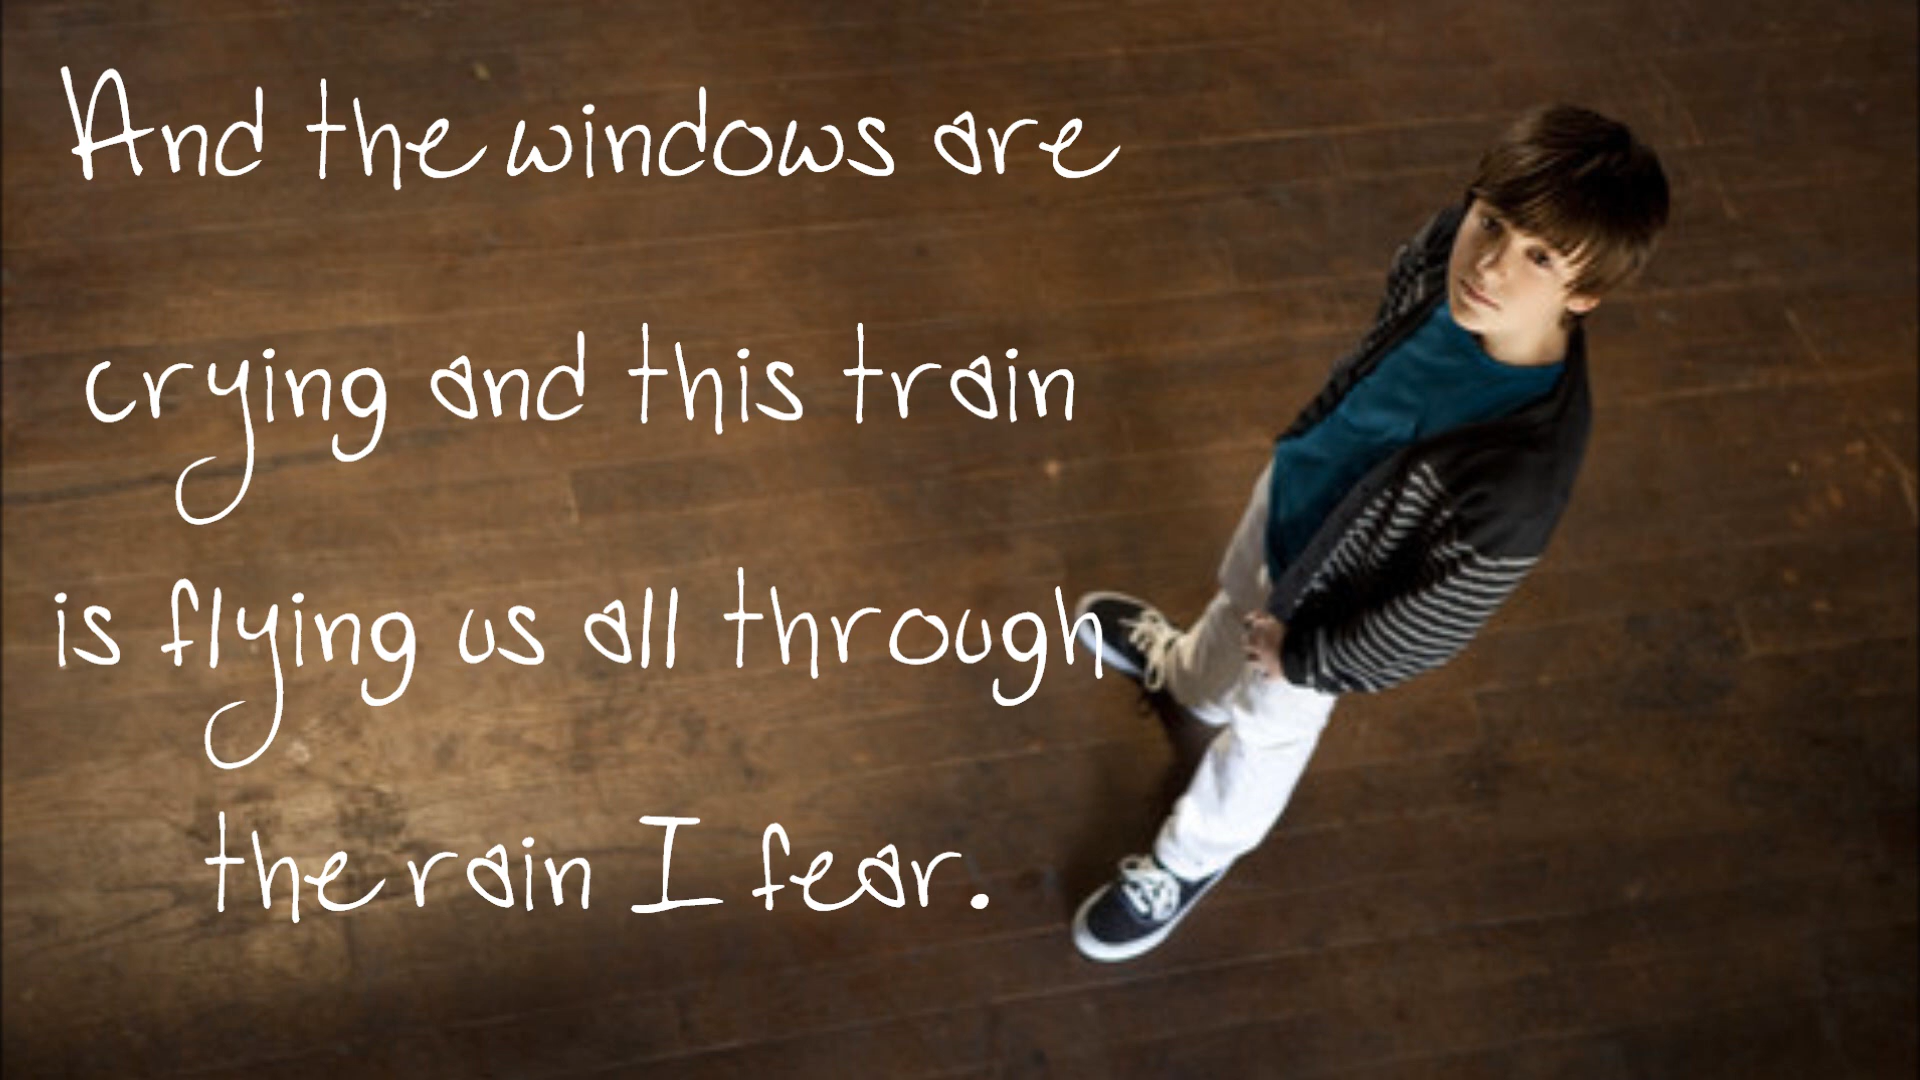 And the windows are
crying and this train
is flying us all through
the rain I fear.